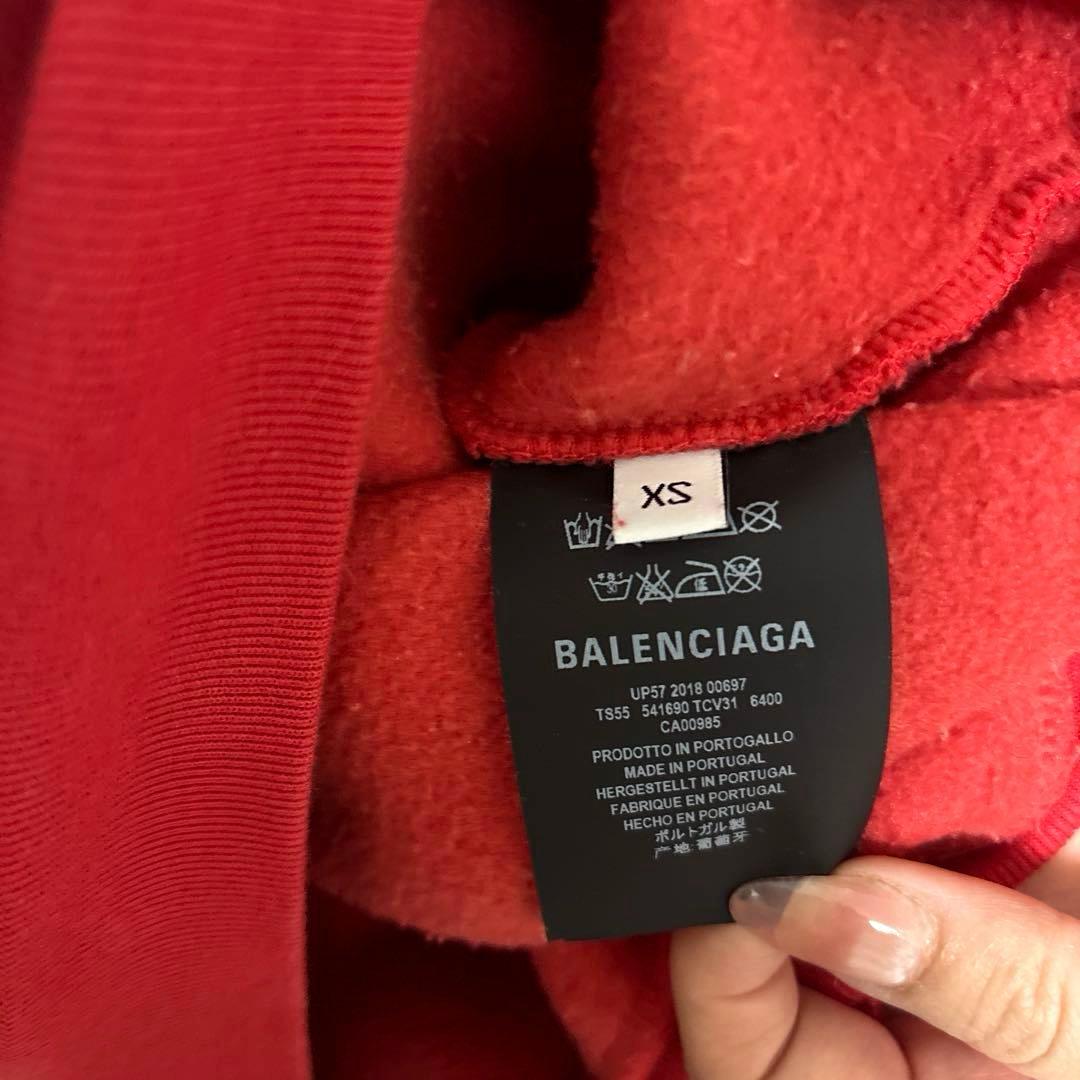 XS
BALENCIAGA
UP57 2018 00697
TS55 541690 TCV31 6400
CA00985
PRODOTTO IN PORTOGALLO
MADE IN PORTUGAL
HERGESTELLT IN PORTUGAL
FABRIQUE EN PORTUGAL
HECHO EN PORTUGAL
ポルトガル製
产地:葡萄牙